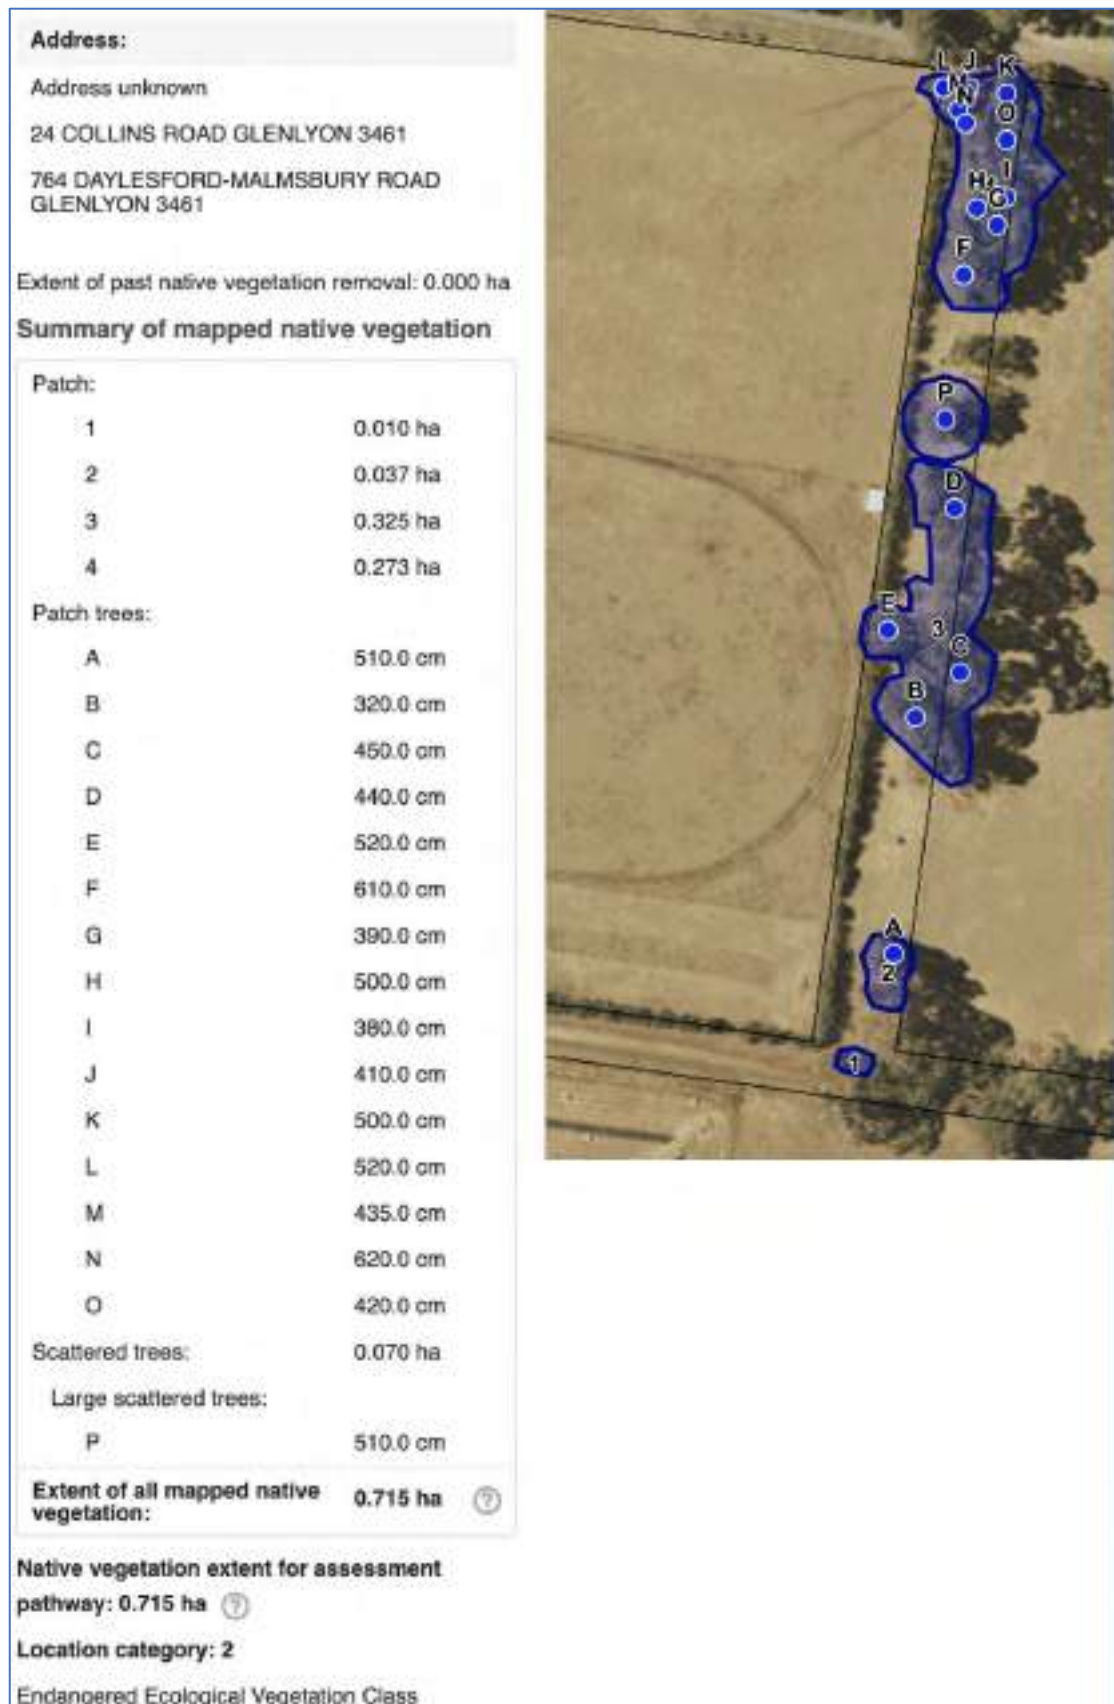 Address:
Address unknown
24 COLLINS ROAD GLENLYON 3461
764 DAYLESFORD-MALMSBURY ROAD
GLENLYON 3461
Extent of past native vegetation removal: 0.000 ha
Summary of mapped native vegetation
Patch:
1 0.010 ha
2 0.037 ha
3 0.325 ha
4 0.273 ha
Patch trees:
A 510.0 cm
B 320.0 cm
C 450.0 cm
D 440.0 cm
E 520.0 cm
F 610.0 cm
G 390.0 cm
H 500.0 cm
I 380.0 cm
J 410.0 cm
K 500.0 cm
L 520.0 cm
M 435.0 cm
N 620.0 cm
O 420.0 cm
Scattered trees: 0.070 ha
Large scattered trees:
P 510.0 cm
Extent of all mapped native 0.715 ha ?
vegetation:
Native vegetation extent for assessment
pathway: 0.715 ha ?
Location category: 2
Endangered Ecological Vegetation Class
L J K
M
N O
I
H
G
F
P
D
E 3
C
B
A
2
1